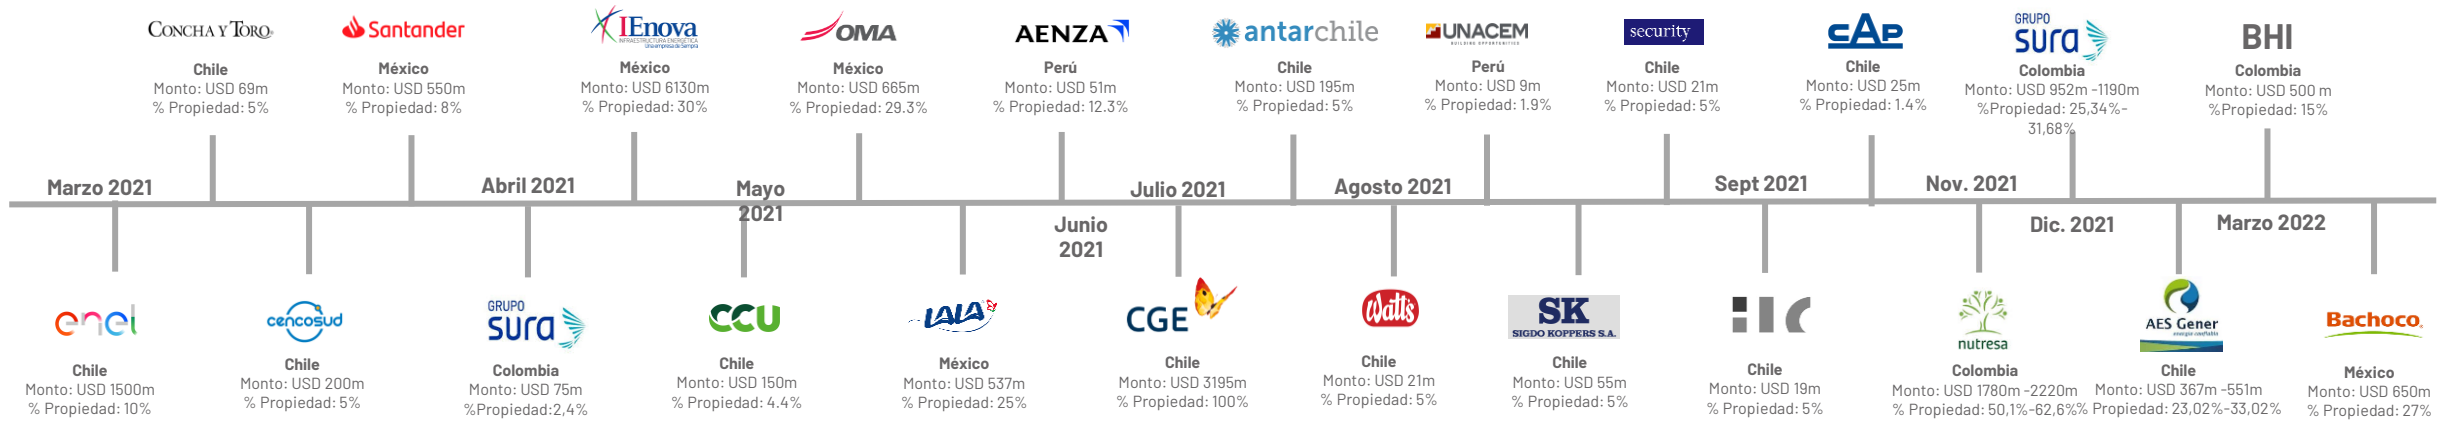 CONCHA Y TORO
Chile
Monto: USD 69m
% Propiedad: 5%
Santander
México
Monto: USD 550m
% Propiedad: 8%
IEnova
INFRAESTRUCTURA ENERGÉTICA
Una empresa de Sempra
México
Monto: USD 6130m
% Propiedad: 30%
OMA
México
Monto: USD 665m
% Propiedad: 29.3%
AENZA
Perú
Monto: USD 51m
% Propiedad: 12.3%
antarchile
Chile
Monto: USD 195m
% Propiedad: 5%
UNACEM
BUILDING OPPORTUNITIES
Perú
Monto: USD 9m
% Propiedad: 1.9%
security
Chile
Monto: USD 21m
% Propiedad: 5%
CAP
Chile
Monto: USD 25m
% Propiedad: 1.4%
GRUPO
sura
Colombia
Monto: USD 952m -1190m
%Propiedad: 25,34%-
31,68%
BHI
Colombia
Monto: USD 500 m
%Propiedad: 15%
Marzo 2021
Abril 2021
Mayo
2021
Junio
2021
Julio 2021
Agosto 2021
Sept 2021
Nov. 2021
Dic. 2021
Marzo 2022
enel
Chile
Monto: USD 1500m
% Propiedad: 10%
cencosud
Chile
Monto: USD 200m
% Propiedad: 5%
GRUPO
sura
Colombia
Monto: USD 75m
%Propiedad:2,4%
CCU
Chile
Monto: USD 150m
% Propiedad: 4.4%
LALA
México
Monto: USD 537m
% Propiedad: 25%
CGE
Chile
Monto: USD 3195m
% Propiedad: 100%
Watt's
Chile
Monto: USD 21m
% Propiedad: 5%
SK
SIGDO KOPPERS S.A.
Chile
Monto: USD 55m
% Propiedad: 5%
Chile
Monto: USD 19m
% Propiedad: 5%
nutresa
Colombia
Monto: USD 1780m -2220m
% Propiedad: 50,1%-62,6%
AES Gener
energía confiable
Chile
Monto: USD 367m -551m
% Propiedad: 23,02%-33,02%
Bachoco
México
Monto: USD 650m
% Propiedad: 27%